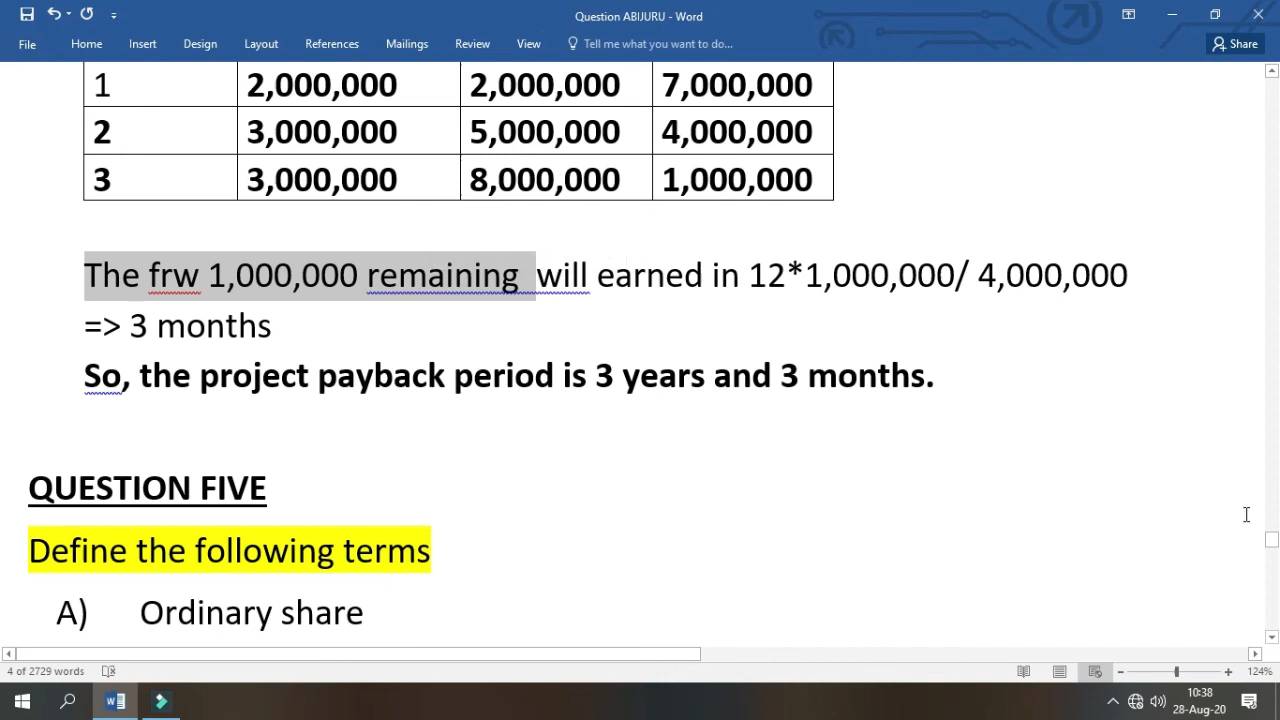 Question ABIJURU - Word
File Home Insert Design Layout References Mailings Review View Tell me what you want to do... Share
1 2,000,000 2,000,000 7,000,000
2 3,000,000 5,000,000 4,000,000
3 3,000,000 8,000,000 1,000,000
The frw 1,000,000 remaining will earned in 12*1,000,000/ 4,000,000
=> 3 months
So, the project payback period is 3 years and 3 months.
QUESTION FIVE
Define the following terms
A) Ordinary share
4 of 2729 words 124%
10:38
28-Aug-20